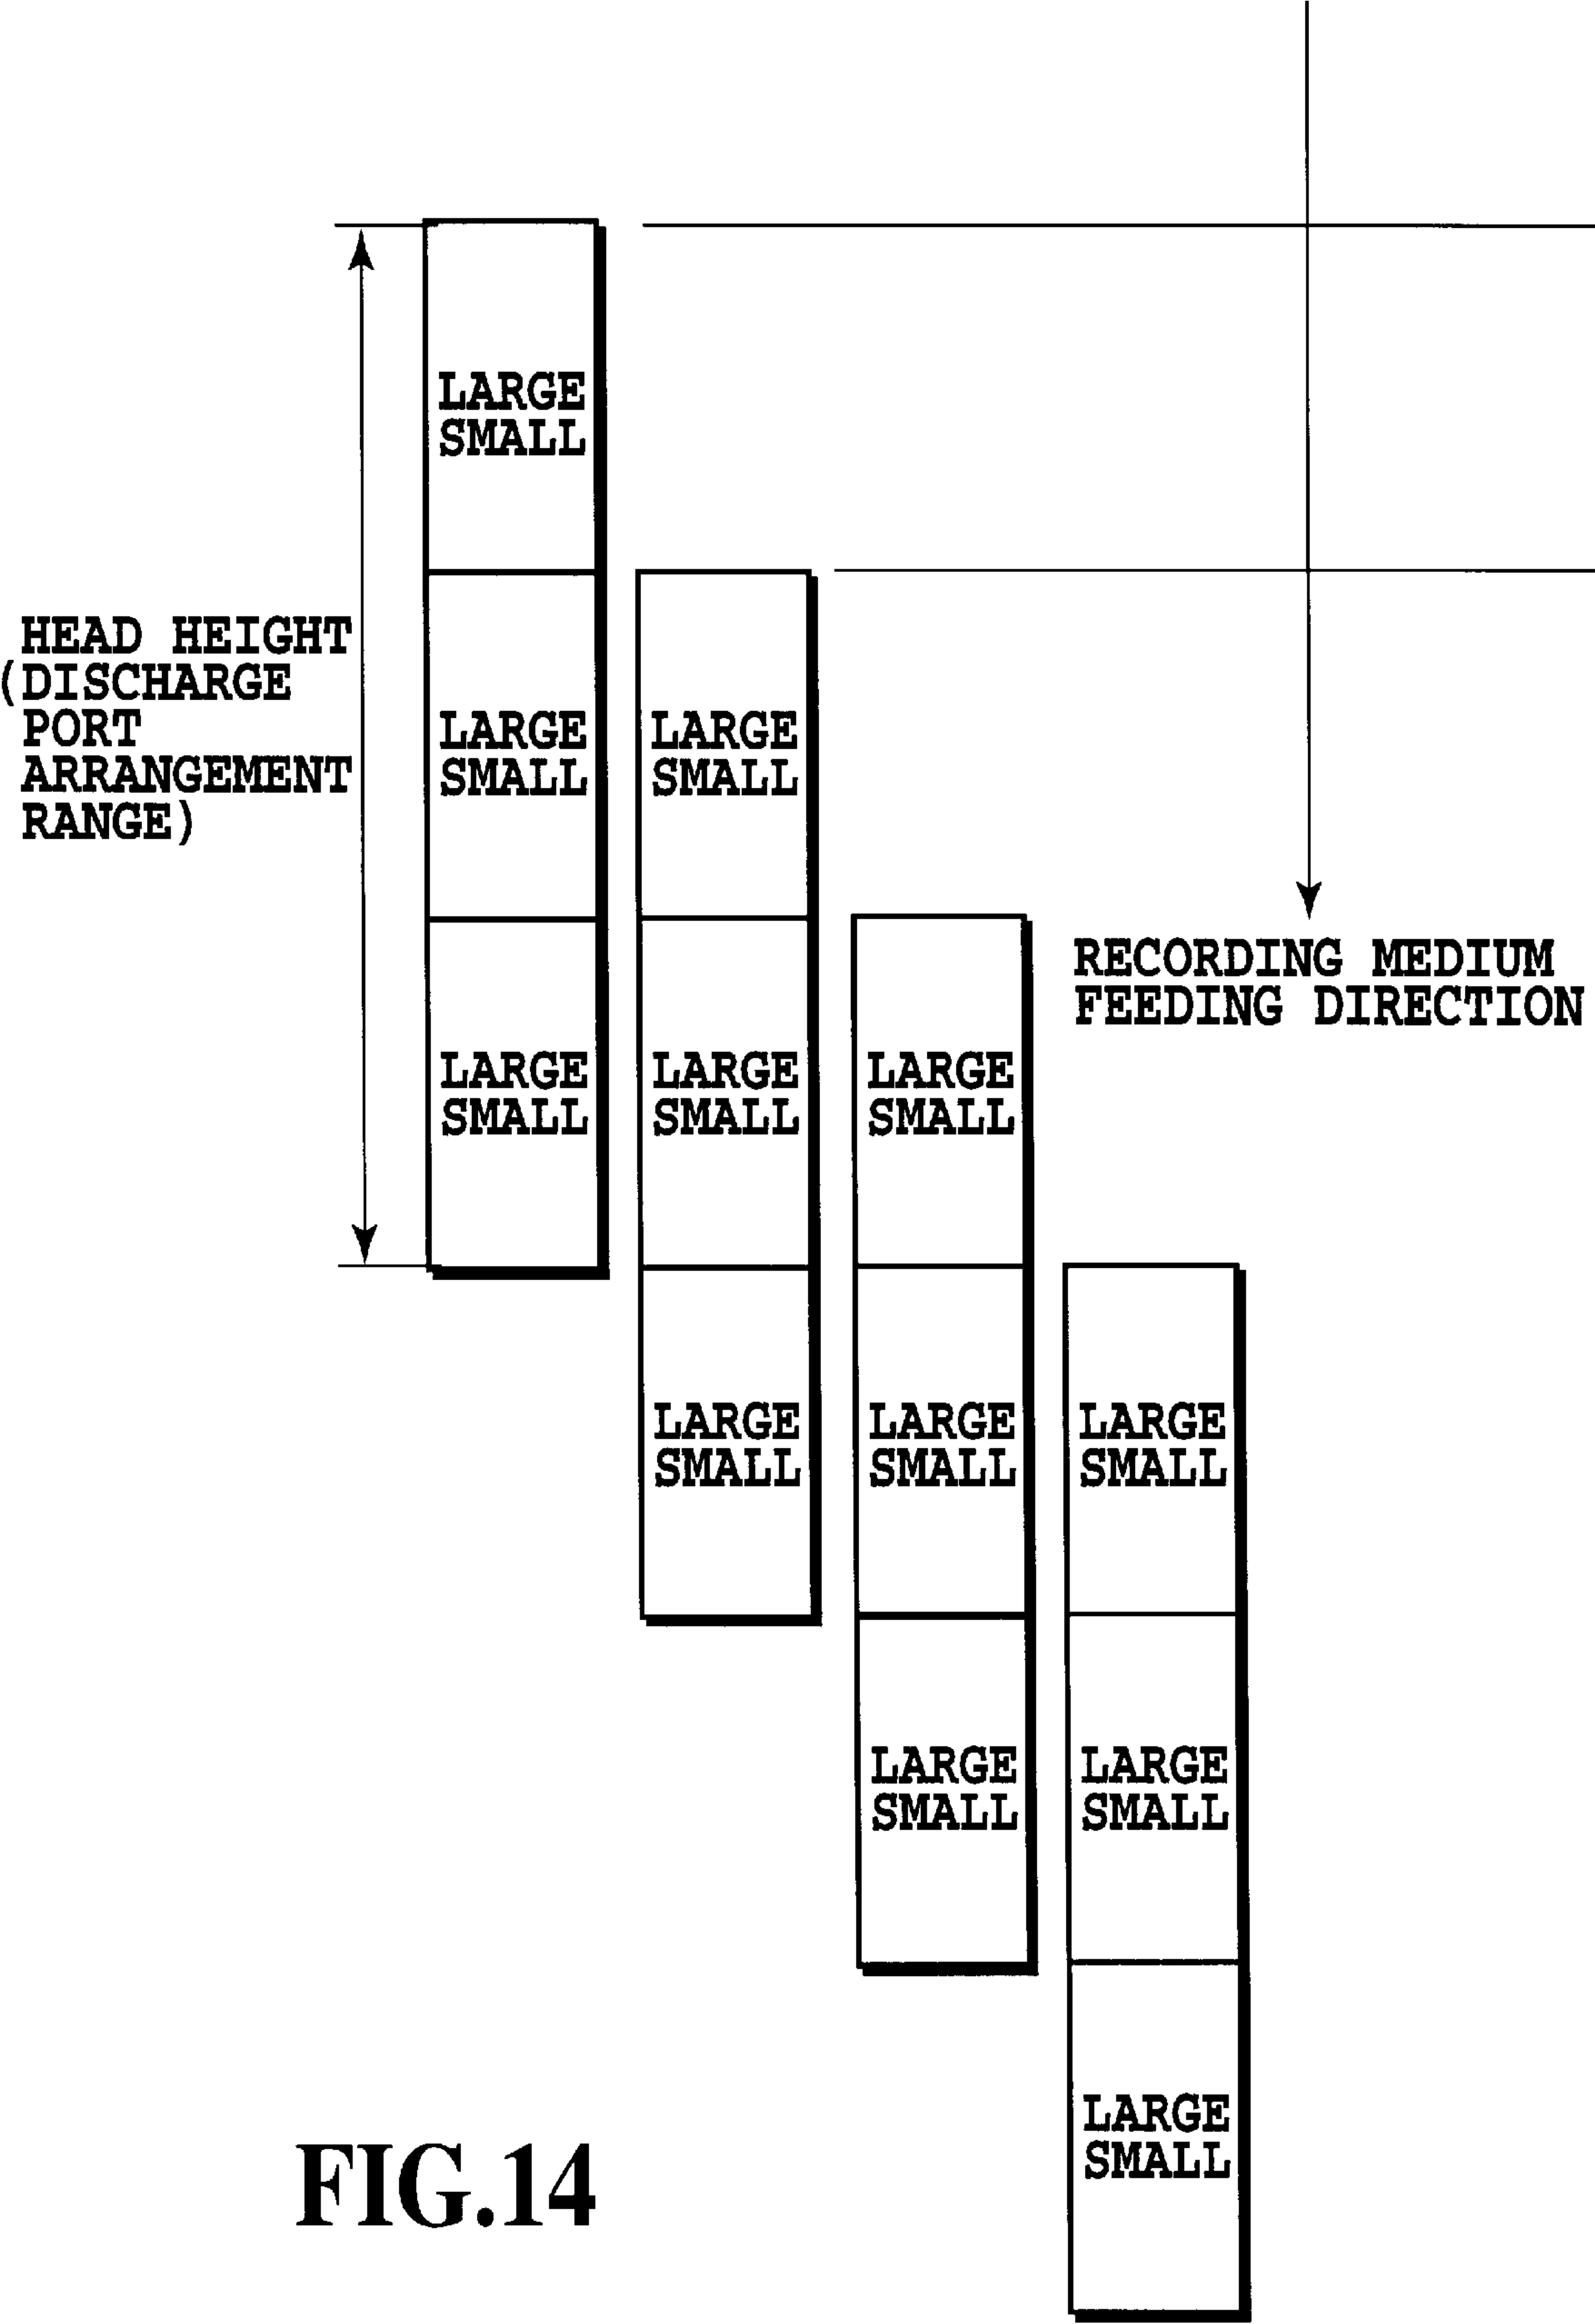 LARGE
SMALL
HEAD HEIGHT
(DISCHARGE
PORT
ARRANGEMENT
RANGE)
LARGE
SMALL
LARGE
SMALL
RECORDING MEDIUM
FEEDING DIRECTION
LARGE
SMALL
LARGE
SMALL
LARGE
SMALL
LARGE
SMALL
LARGE
SMALL
LARGE
SMALL
LARGE
SMALL
LARGE
SMALL
LARGE
SMALL
FIG.14